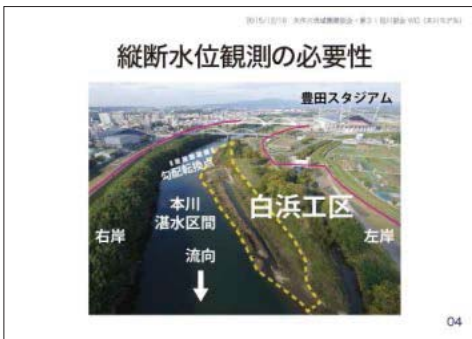 縦断水位観測の必要性
豊田スタジアム
勾配転換点
白浜工区
本川
湛水区間
右岸
左岸
流向
04